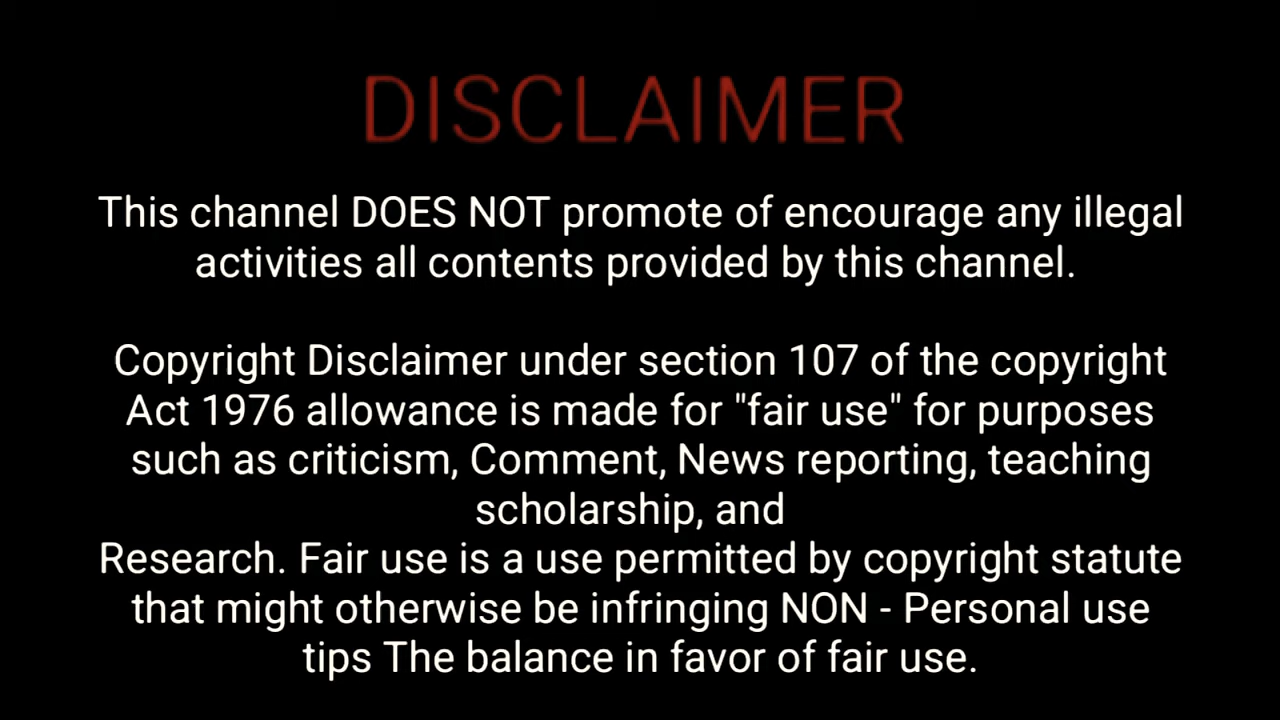 DISCLAIMER
This channel DOES NOT promote of encourage any illegal
activities all contents provided by this channel.
Copyright Disclaimer under section 107 of the copyright
Act 1976 allowance is made for "fair use" for purposes
such as criticism, Comment, News reporting, teaching
scholarship, and
Research. Fair use is a use permitted by copyright statute
that might otherwise be infringing NON - Personal use
tips The balance in favor of fair use.